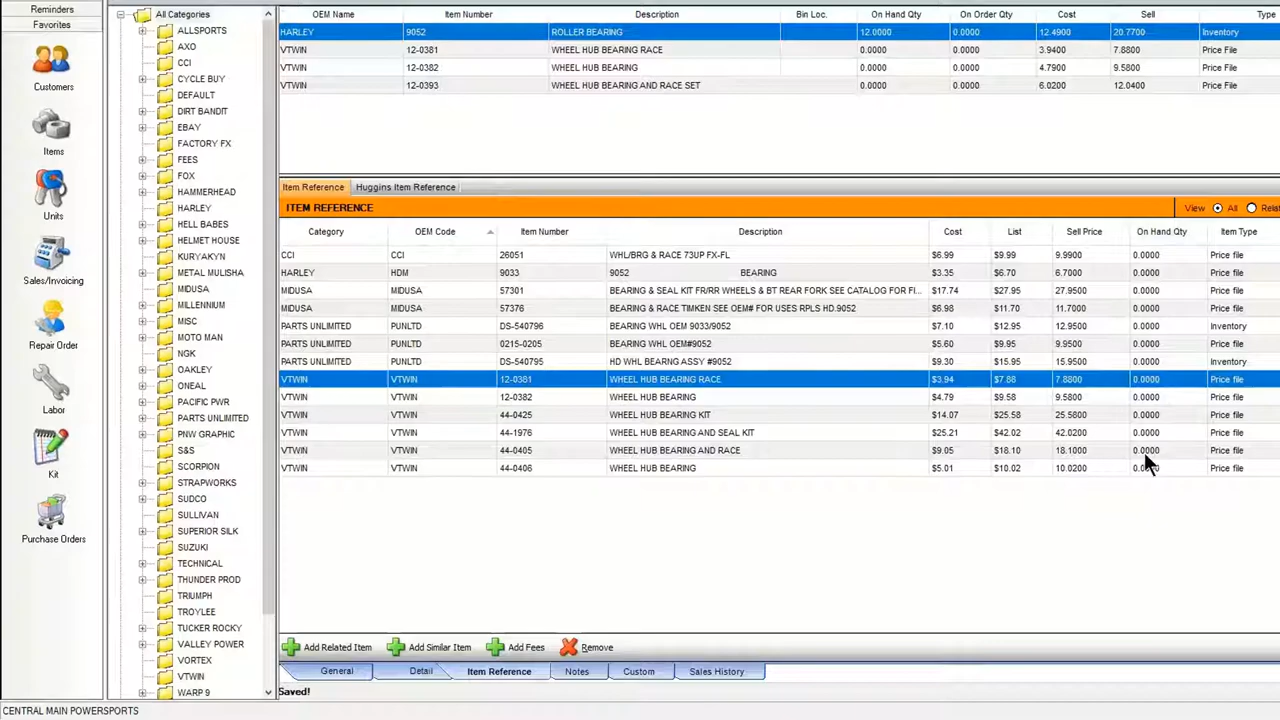 Reminders
Favorites
Customers
Items
Units
Sales/Invoicing
Repair Order
Labor
Kit
Purchase Orders
All Categories
ALLSPORTS
AXO
CCI
CYCLE BUY
DEFAULT
DIRT BANDIT
EBAY
FACTORY FX
FEES
FOX
HAMMERHEAD
HARLEY
HELL BABES
HELMET HOUSE
KURYAKYN
METAL MULISHA
MIDUSA
MILLENNIUM
MISC
MOTO MAN
NGK
OAKLEY
ONEAL
PACIFIC PWR
PARTS UNLIMITED
PNW GRAPHIC
S&S
SCORPION
STRAPWORKS
SUDCO
SULLIVAN
SUPERIOR SILK
SUZUKI
TECHNICAL
THUNDER PROD
TRIUMPH
TROYLEE
TUCKER ROCKY
VALLEY POWER
VORTEX
VTWIN
WARP 9
OEM Name Item Number Description Bin Loc. On Hand Qty On Order Qty Cost Sell Type
HARLEY 9052 ROLLER BEARING 12.0000 0.0000 12.4900 20.7700 Inventory
VTWIN 12-0381 WHEEL HUB BEARING RACE 0.0000 0.0000 3.9400 7.8800 Price File
VTWIN 12-0382 WHEEL HUB BEARING 0.0000 0.0000 4.7900 9.5800 Price File
VTWIN 12-0393 WHEEL HUB BEARING AND RACE SET 0.0000 0.0000 6.0200 12.0400 Price File
Item Reference Huggins Item Reference
ITEM REFERENCE View All
Category OEM Code Item Number Description Cost List Sell Price On Hand Qty Item Type
CCI CCI 26051 WHL/BRG & RACE 73UP FX-FL $6.99 $9.99 9.9900 0.0000 Price file
HARLEY HDM 9033 9052 BEARING $3.35 $6.70 6.7000 0.0000 Price file
MIDUSA MIDUSA 57301 BEARING & SEAL KIT FR/RR WHEELS & BT REAR FORK SEE CATALOG FOR FI... $17.74 $27.95 27.9500 0.0000 Price file
MIDUSA MIDUSA 57376 BEARING & RACE TIMKEN SEE OEM# FOR USES RPLS HD.9052 $6.98 $11.70 11.7000 0.0000 Price file
PARTS UNLIMITED PUNLTD DS-540796 BEARING WHL OEM 9033/9052 $7.10 $12.95 12.9500 0.0000 Inventory
PARTS UNLIMITED PUNLTD 0215-0205 BEARING WHL OEM#9052 $5.60 $9.95 9.9500 0.0000 Price file
PARTS UNLIMITED PUNLTD DS-540795 HD WHL BEARNG ASSY #9052 $9.30 $15.95 15.9500 0.0000 Inventory
VTWIN VTWIN 12-0381 WHEEL HUB BEARING RACE $3.94 $7.88 7.8800 0.0000 Price file
VTWIN VTWIN 12-0382 WHEEL HUB BEARING $4.79 $9.58 9.5800 0.0000 Price file
VTWIN VTWIN 44-0425 WHEEL HUB BEARING KIT $14.07 $25.58 25.5800 0.0000 Price file
VTWIN VTWIN 44-1976 WHEEL HUB BEARING AND SEAL KIT $25.21 $42.02 42.0200 0.0000 Price file
VTWIN VTWIN 44-0405 WHEEL HUB BEARING AND RACE $9.05 $18.10 18.1000 0.0000 Price file
VTWIN VTWIN 44-0406 WHEEL HUB BEARING $5.01 $10.02 10.0200 Price file
Add Related Item Add Similar Item Add Fees Remove
General Detail Item Reference Notes Custom Sales History
Saved!
CENTRAL MAIN POWERSPORTS